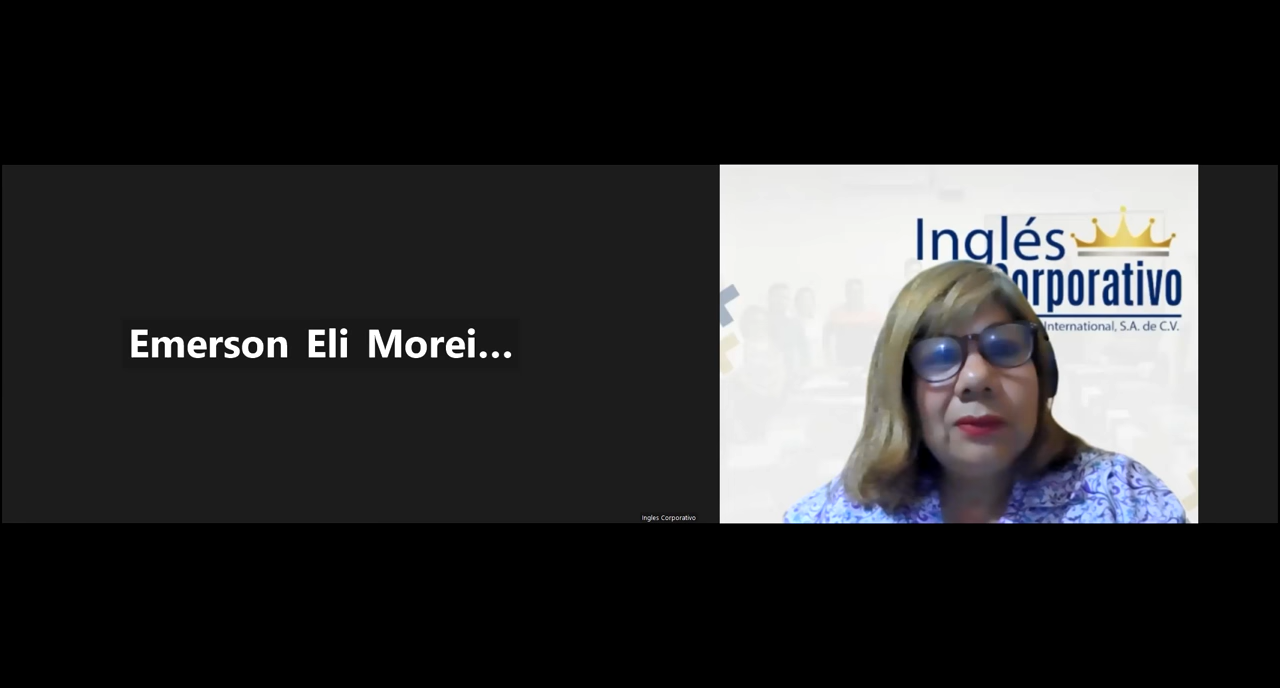 Emerson Eli Morei...
Ingles Corporativo
Inglés
Corporativo
International, S.A. de C.V.